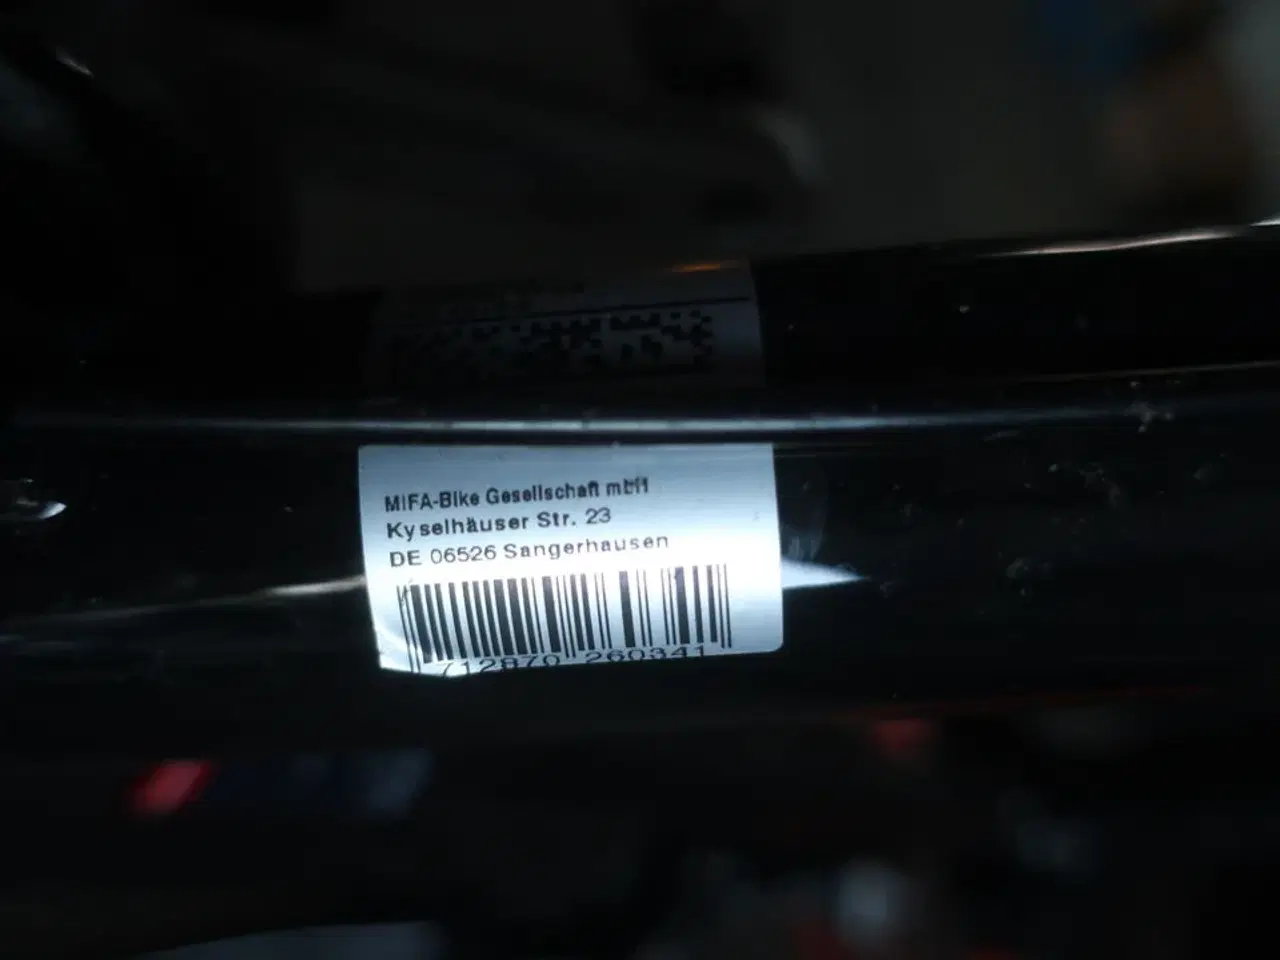 MIFA-Bike Gesellschaft mbH
Kyselhäuser Str. 23
DE 06526 Sangerhausen
712870 260341